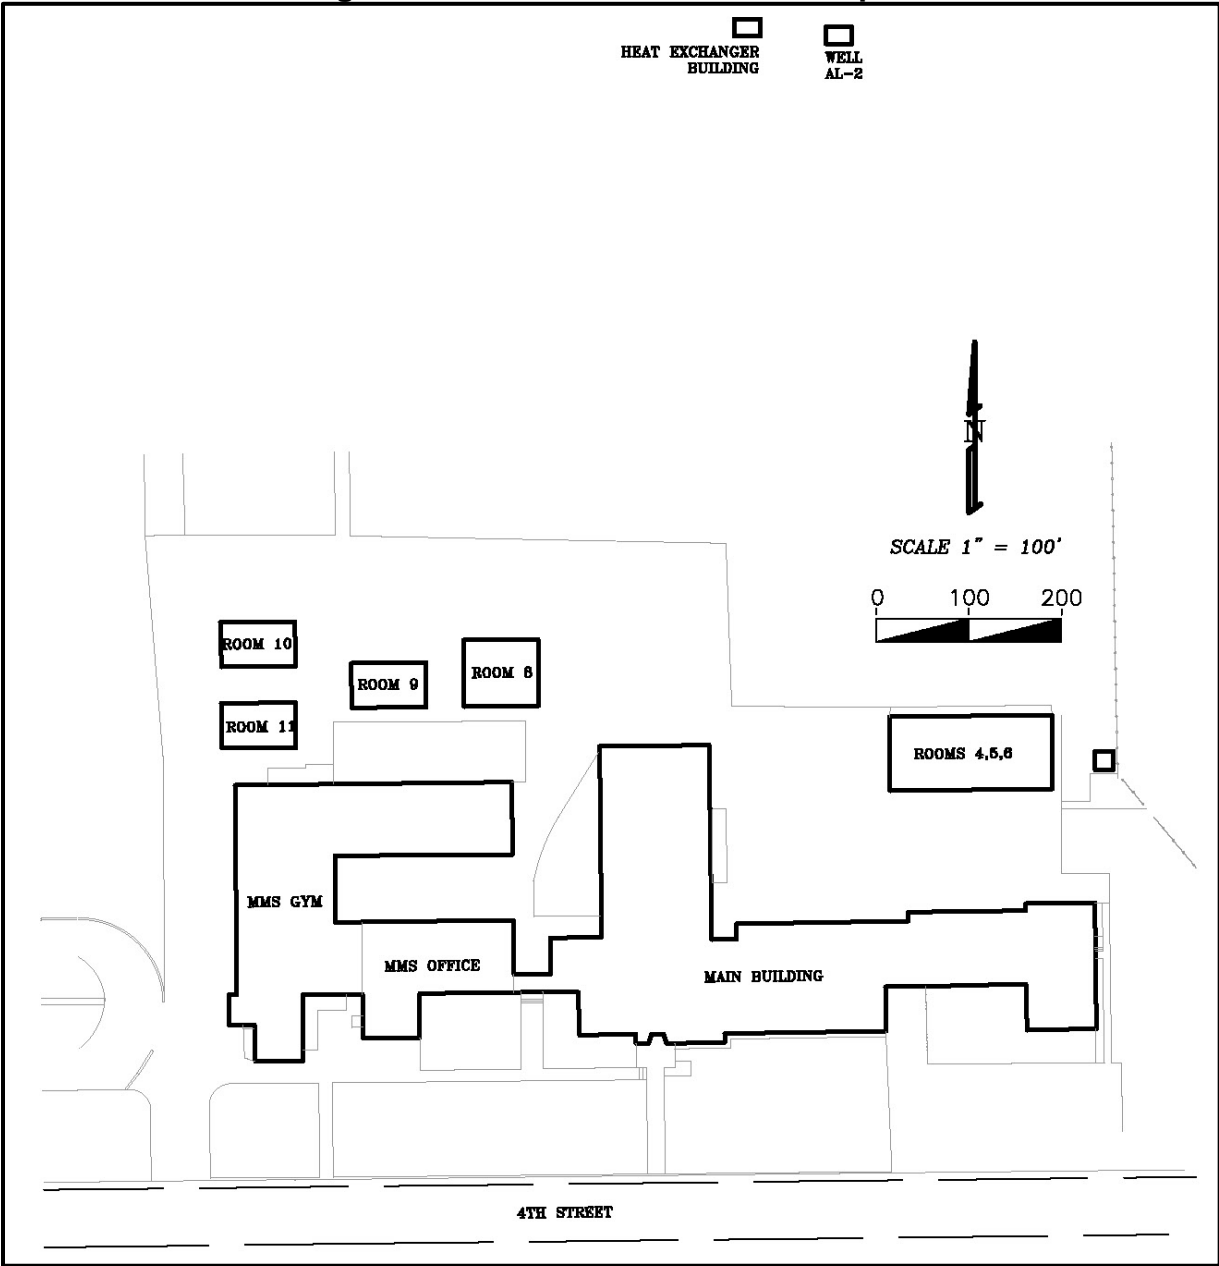 HEAT EXCHANGER
BUILDING
WELL
AL-2
N
SCALE 1" = 100'
0 100 200
ROOM 10
ROOM 9
ROOM 8
ROOM 11
ROOMS 4,5,6
MMS GYM
MMS OFFICE
MAIN BUILDING
4TH STREET